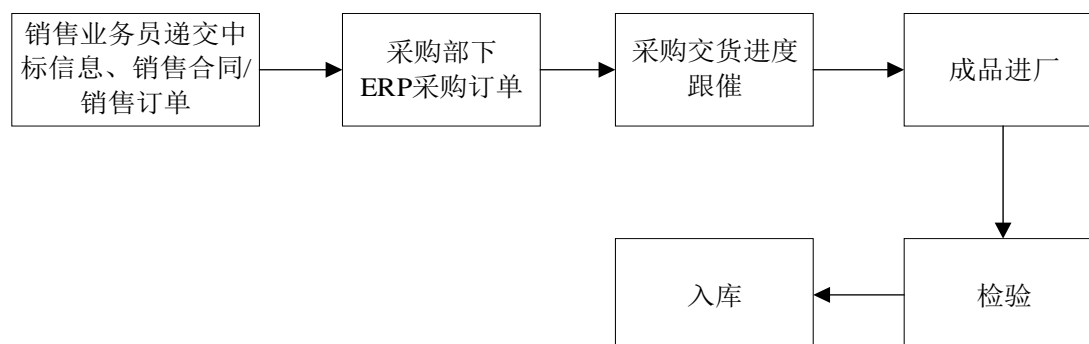 销售业务员递交中
标信息、销售合同/
销售订单
采购部下
ERP采购订单
采购交货进度
跟催
成品进厂
入库
检验